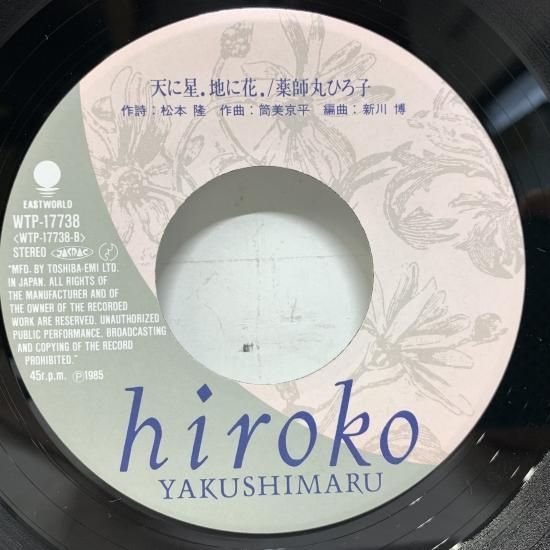 天に星.地に花./薬師丸ひろ子
作詩：松本 隆 作曲：筒美京平 編曲：新川 博
EASTWORLD
WTP-17738
<WTP-17738-B>
STEREO JASRAC
"MFD. BY TOSHIBA-EMI LTD.
IN JAPAN. ALL RIGHTS OF
THE MANUFACTURER AND OF
THE OWNER OF THE RECORDED
WORK ARE RESERVED. UNAUTHORIZED
PUBLIC PERFORMANCE, BROADCASTING
AND COPYING OF THE RECORD
PROHIBITED."
45r.p.m. Ⓟ1985
hiroko
YAKUSHIMARU